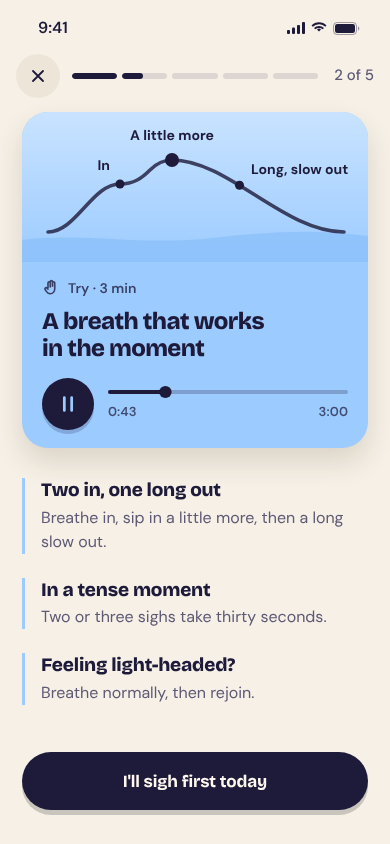 9:41
2 of 5
A little more
In
Long, slow out
Try · 3 min
A breath that works
in the moment
0:43
3:00
Two in, one long out
Breathe in, sip in a little more, then a long
slow out.
In a tense moment
Two or three sighs take thirty seconds.
Feeling light-headed?
Breathe normally, then rejoin.
I'll sigh first today